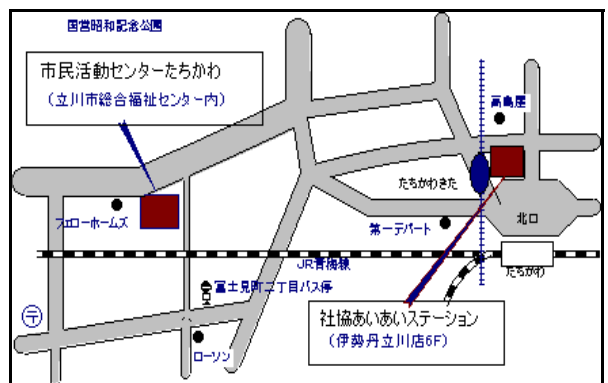 国営昭和記念公園
市民活動センターたちかわ
(立川市総合福祉センター内)
高島屋
たちかわきた
北口
フェローホームズ
第一デパート
JR青梅線
たちかわ
富士見町二丁目バス停
〒
社協あいあいステーション
(伊勢丹立川店6F)
ローソン